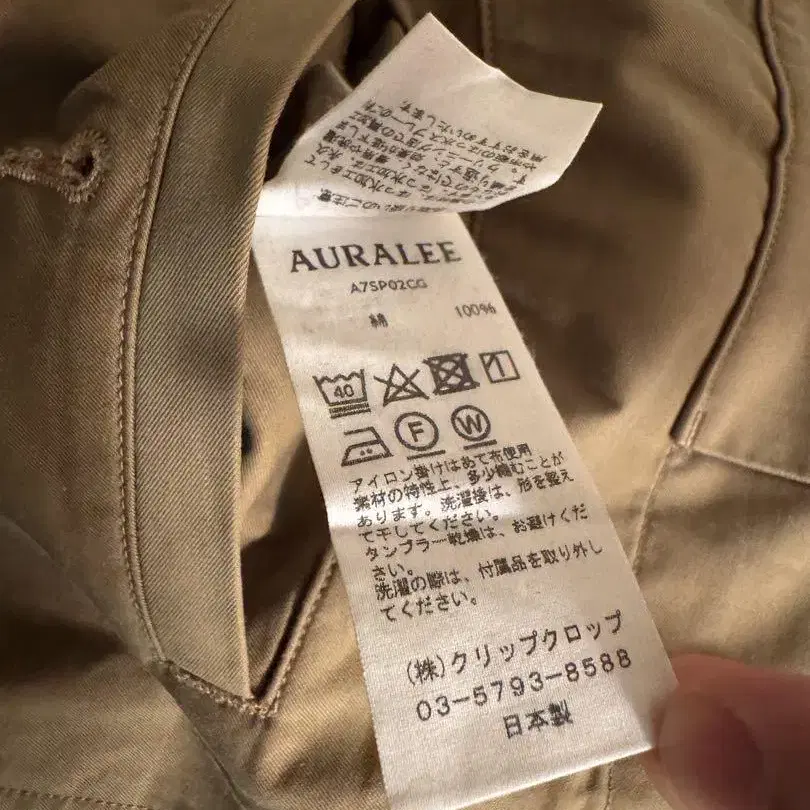 AURALEE
A7SP02CG
綿 100%
40
F W
アイロン掛けはあて布使用
素材の特性上、多少縮むことが
あります。洗濯後は、形を整え
て干してください。
タンブラー乾燥は、お避けくだ
さい。
洗濯の際は、付属品を取り外し
てください。
(株)クリップクロップ
03-5793-8588
日本製